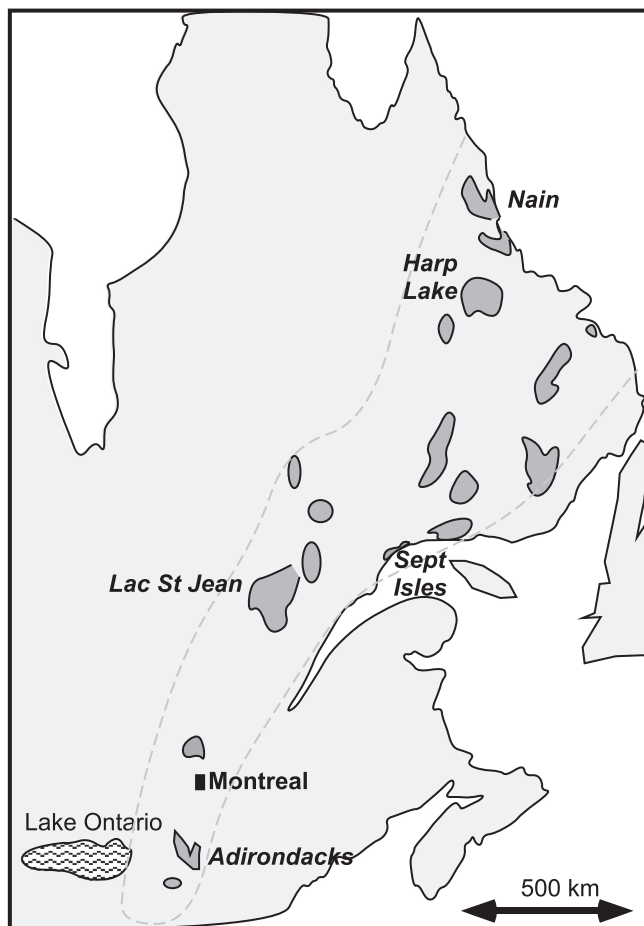 Nain
Harp
Lake
Sept
Isles
Lac St Jean
Montreal
Lake Ontario
Adirondacks
500 km